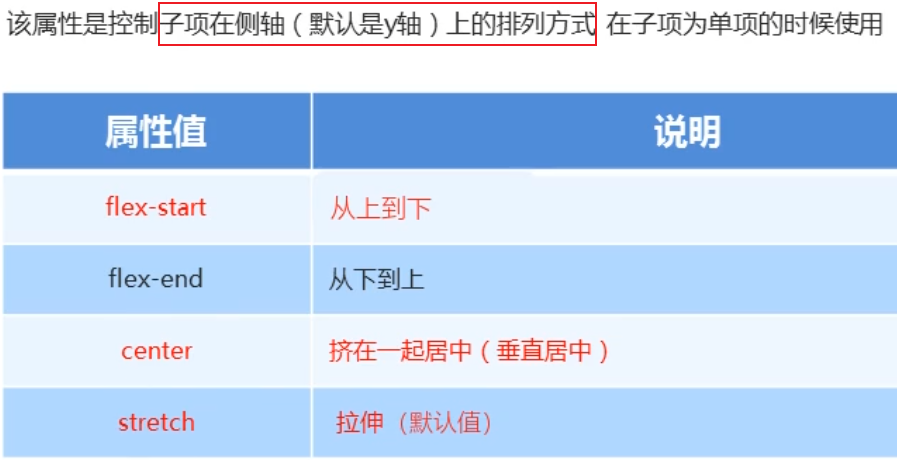 该属性是控制子项在侧轴（默认是y轴）上的排列方式 在子项为单项的时候使用
属性值 说明
flex-start 从上到下
flex-end 从下到上
center 挤在一起居中（垂直居中）
stretch 拉伸（默认值）